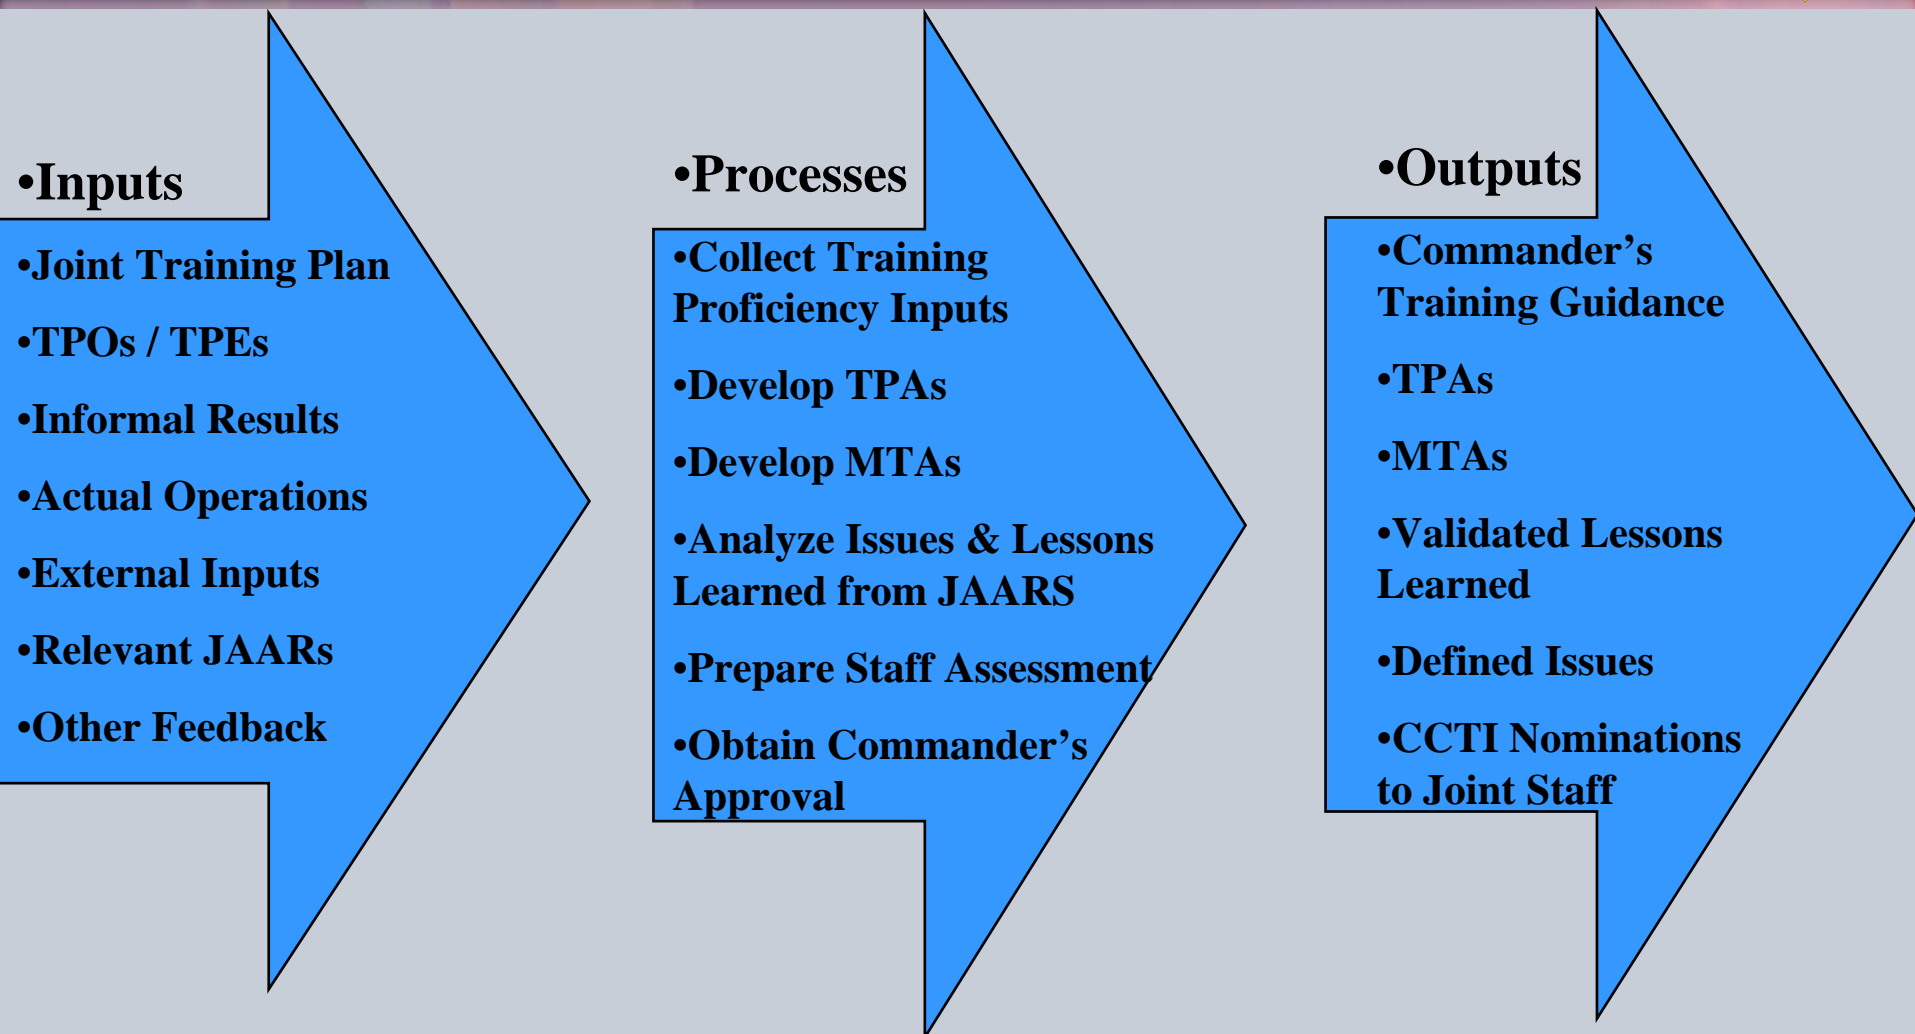 •Inputs
•Joint Training Plan
•TPOs / TPEs
•Informal Results
•Actual Operations
•External Inputs
•Relevant JAARs
•Other Feedback
•Processes
•Collect Training
Proficiency Inputs
•Develop TPAs
•Develop MTAs
•Analyze Issues & Lessons
Learned from JAARS
•Prepare Staff Assessment
•Obtain Commander’s
Approval
•Outputs
•Commander’s
Training Guidance
•TPAs
•MTAs
•Validated Lessons
Learned
•Defined Issues
•CCTI Nominations
to Joint Staff